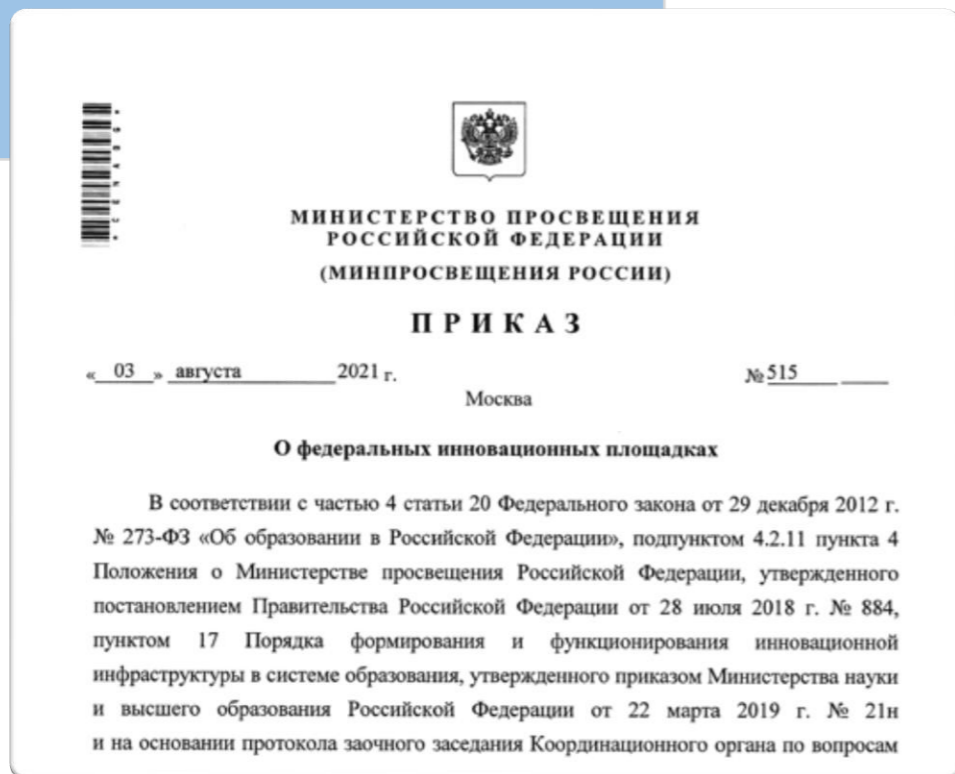 МИНИСТЕРСТВО ПРОСВЕЩЕНИЯ
РОССИЙСКОЙ ФЕДЕРАЦИИ
(МИНПРОСВЕЩЕНИЯ РОССИИ)
ПРИКАЗ
« 03 » августа 2021 г. № 515
Москва
О федеральных инновационных площадках
В соответствии с частью 4 статьи 20 Федерального закона от 29 декабря 2012 г.
№ 273-ФЗ «Об образовании в Российской Федерации», подпунктом 4.2.11 пункта 4
Положения о Министерстве просвещения Российской Федерации, утвержденного
постановлением Правительства Российской Федерации от 28 июля 2018 г. № 884,
пунктом 17 Порядка формирования и функционирования инновационной
инфраструктуры в системе образования, утвержденного приказом Министерства науки
и высшего образования Российской Федерации от 22 марта 2019 г. № 21н
и на основании протокола заочного заседания Координационного органа по вопросам